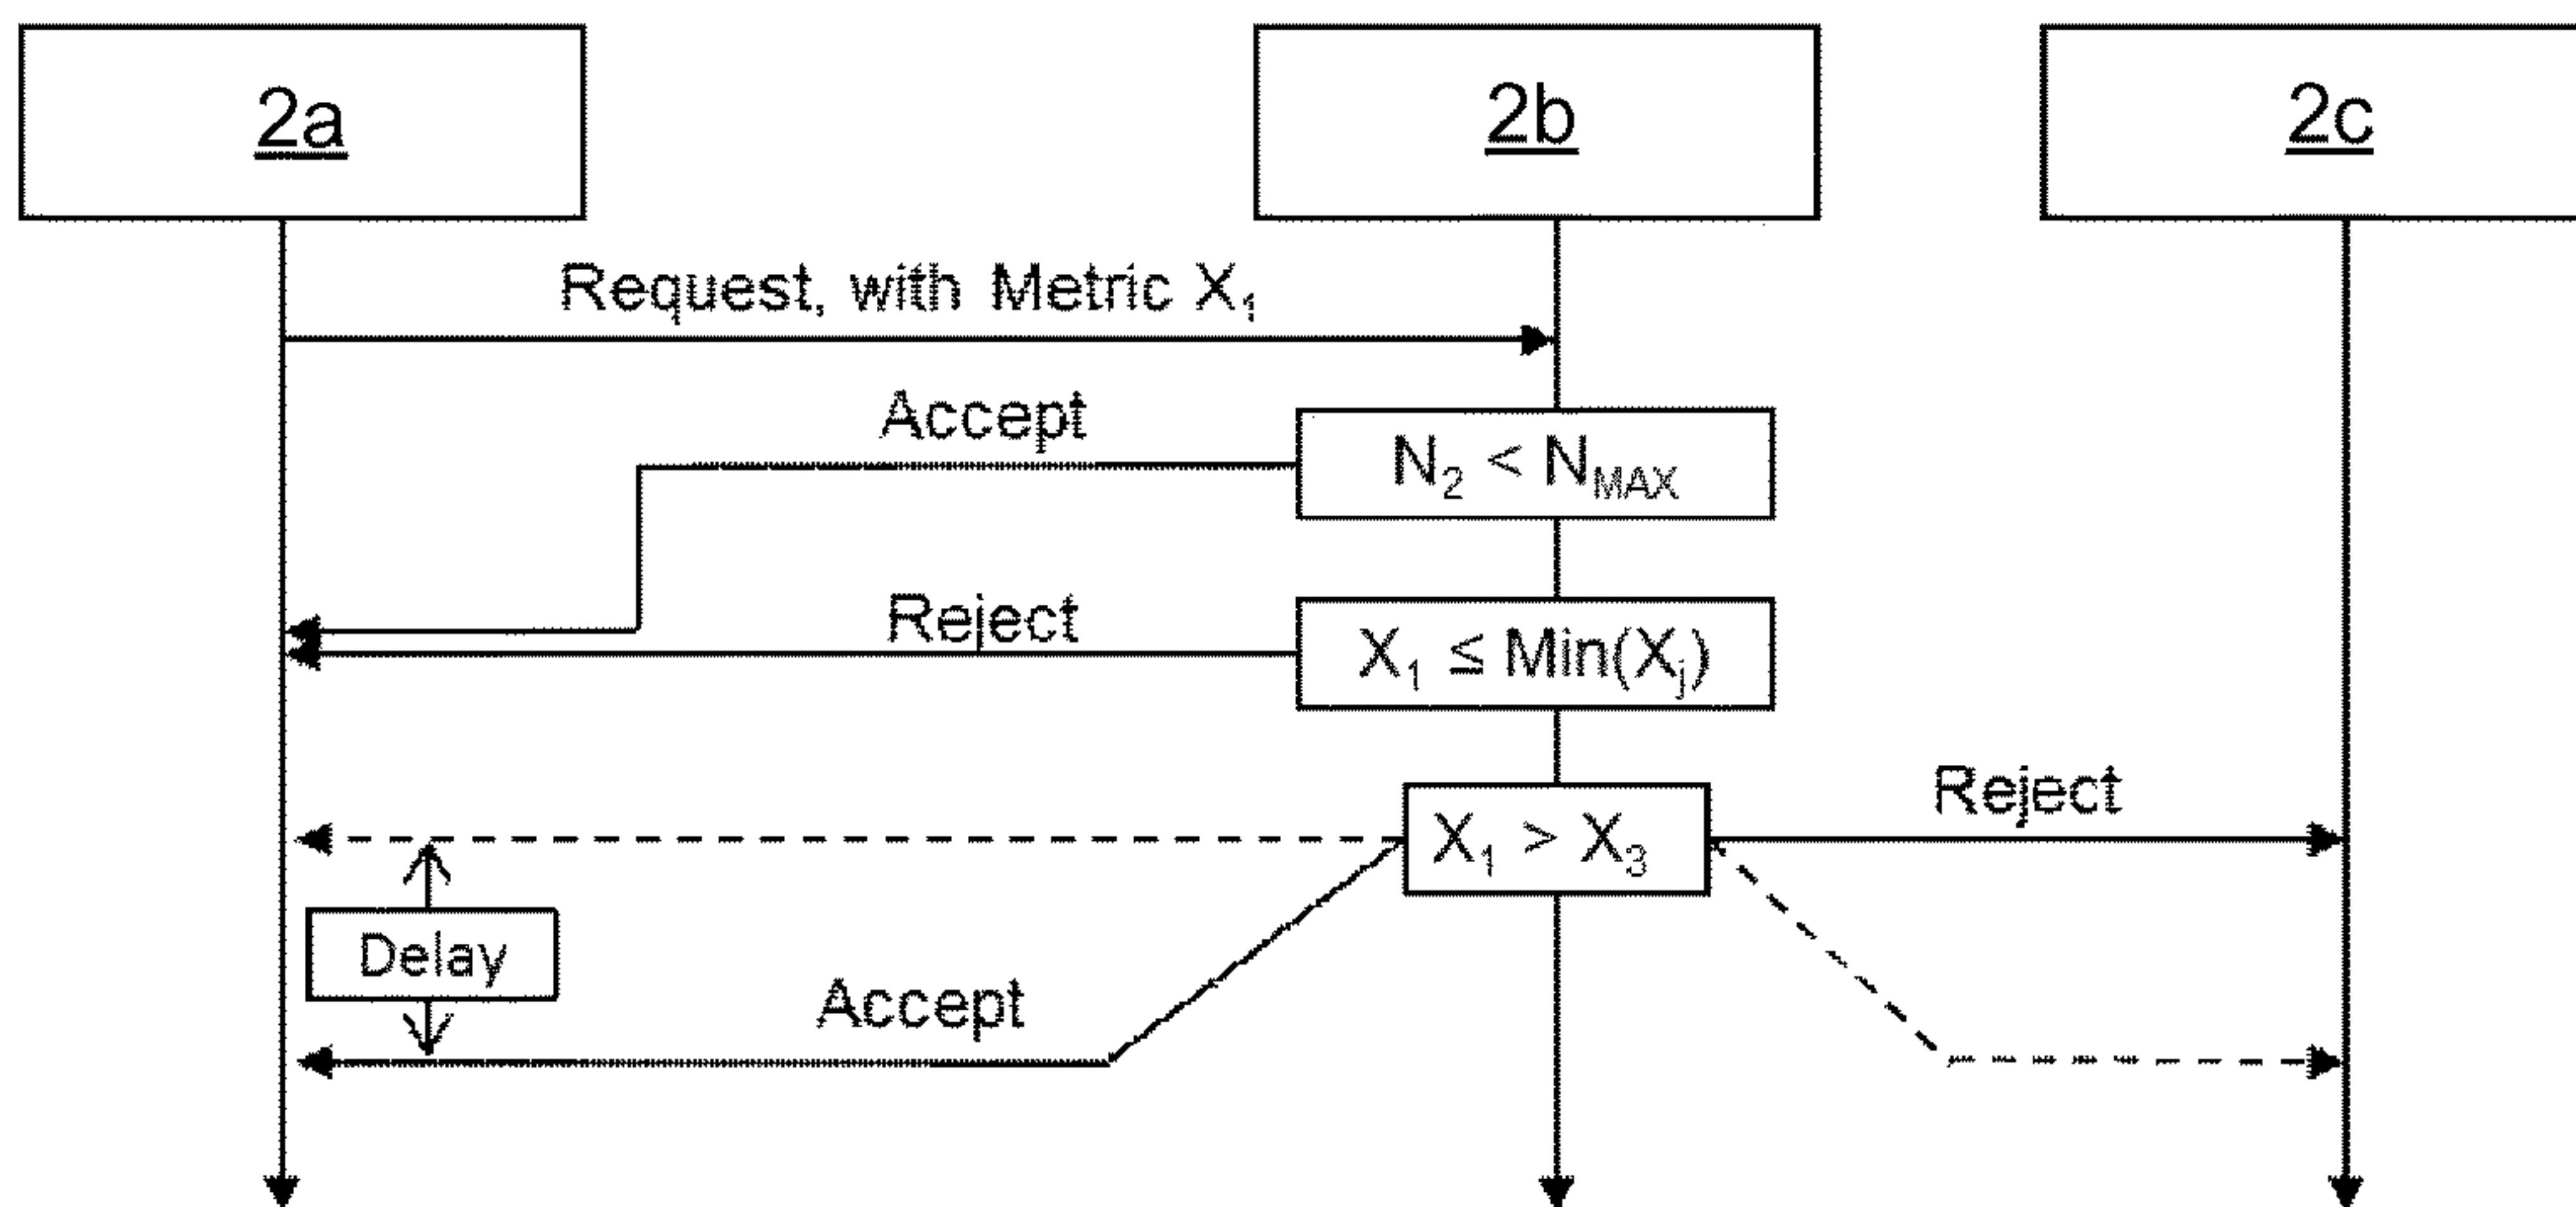 2a
2b
2c
Request, with Metric X₁
Accept
N₂ < N_MAX
Reject
X₁ ≤ Min(Xⱼ)
X₁ > X₃
Reject
Delay
Accept